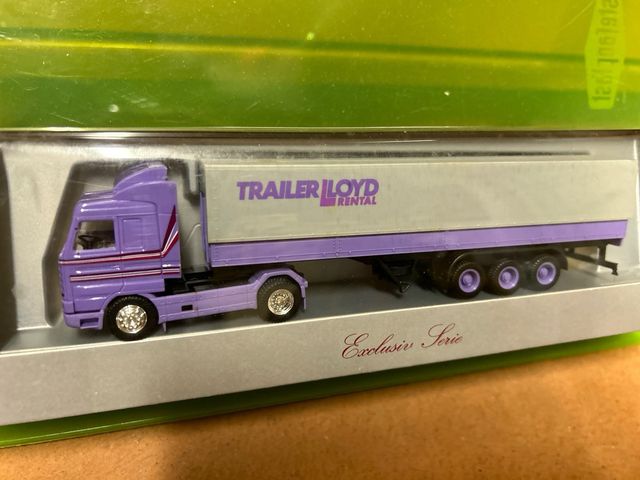 TRAILER LLOYD
RENTAL
Exclusiv Serie